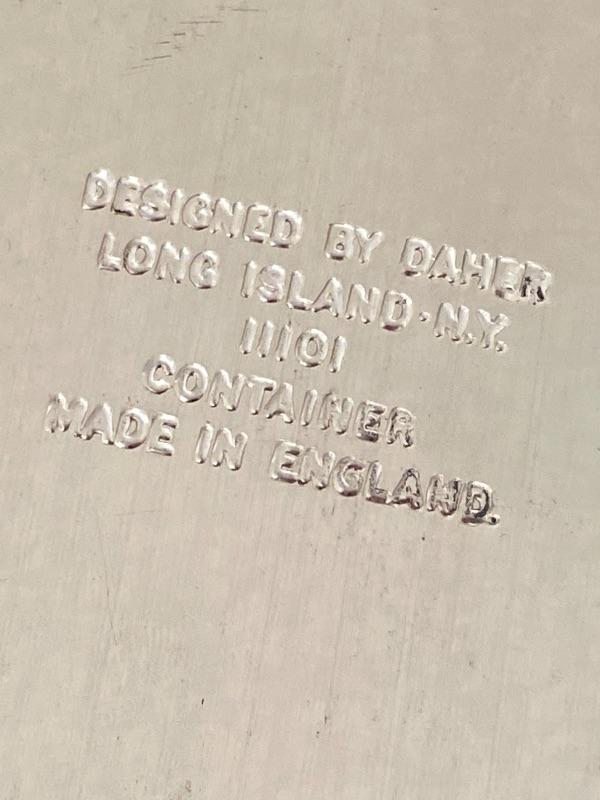 DESIGNED BY DAHER
LONG ISLAND·N.Y.
11101
CONTAINER
MADE IN ENGLAND.